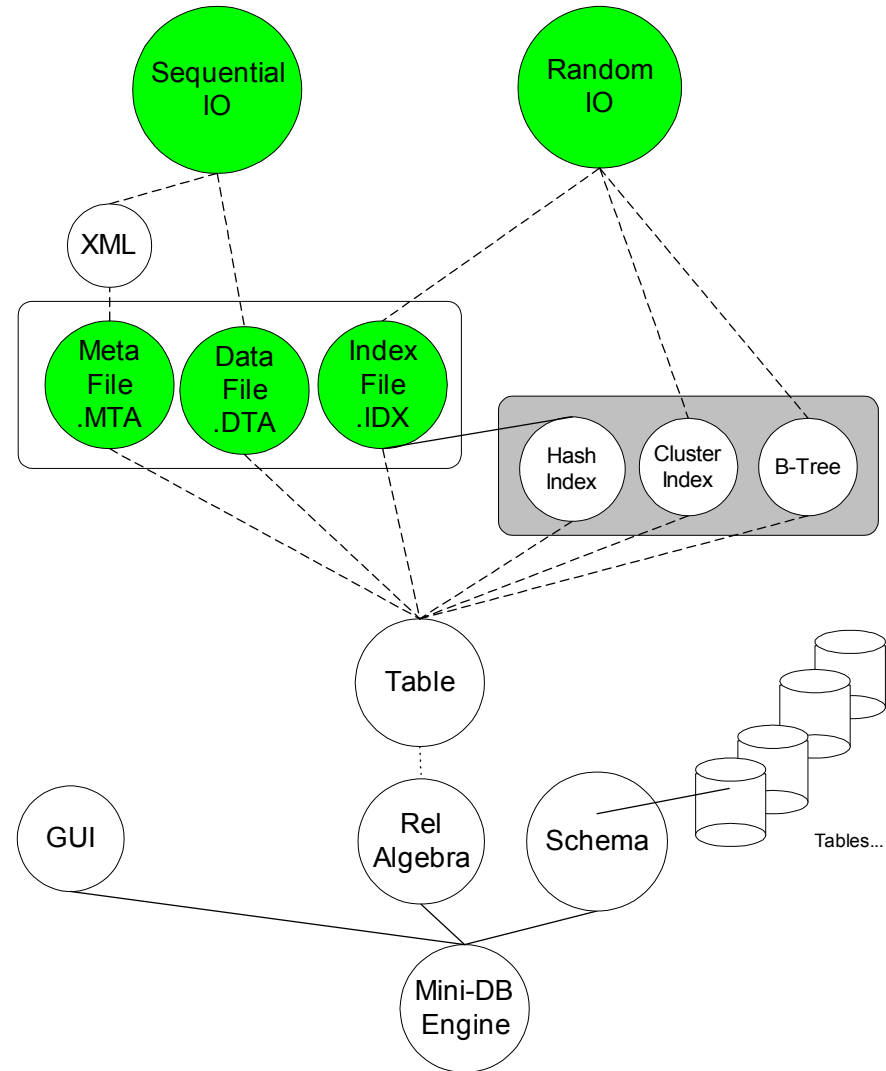 Sequential
IO
Random
IO
XML
Meta
File
.MTA
Data
File
.DTA
Index
File
.IDX
Hash
Index
Cluster
Index
B-Tree
Table
GUI
Rel
Algebra
Schema
Tables...
Mini-DB
Engine